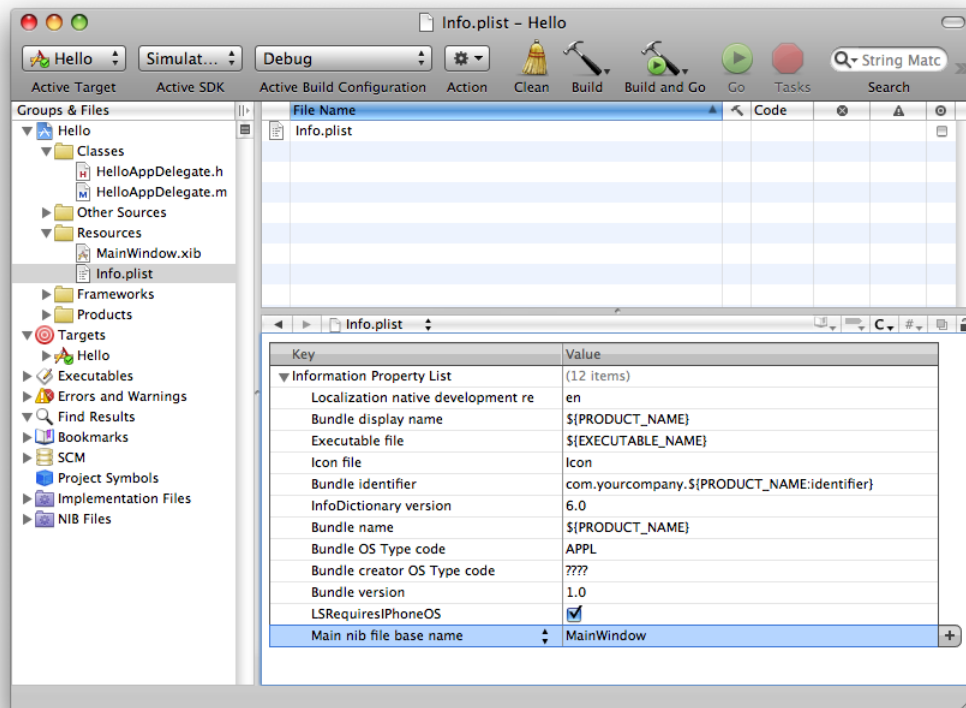 Info.plist – Hello
Hello
Simulat...
Debug
Active Target
Active SDK
Active Build Configuration
Action
Clean
Build
Build and Go
Go
Tasks
String Matc
Search
Groups & Files
Hello
Classes
HelloAppDelegate.h
HelloAppDelegate.m
Other Sources
Resources
MainWindow.xib
Info.plist
Frameworks
Products
Targets
Hello
Executables
Errors and Warnings
Find Results
Bookmarks
SCM
Project Symbols
Implementation Files
NIB Files
File Name
Code
Info.plist
Info.plist
C
#
Key Value
Information Property List (12 items)
Localization native development re en
Bundle display name ${PRODUCT_NAME}
Executable file ${EXECUTABLE_NAME}
Icon file Icon
Bundle identifier com.yourcompany.${PRODUCT_NAME:identifier}
InfoDictionary version 6.0
Bundle name ${PRODUCT_NAME}
Bundle OS Type code APPL
Bundle creator OS Type code ????
Bundle version 1.0
LSRequiresIPhoneOS
Main nib file base name MainWindow